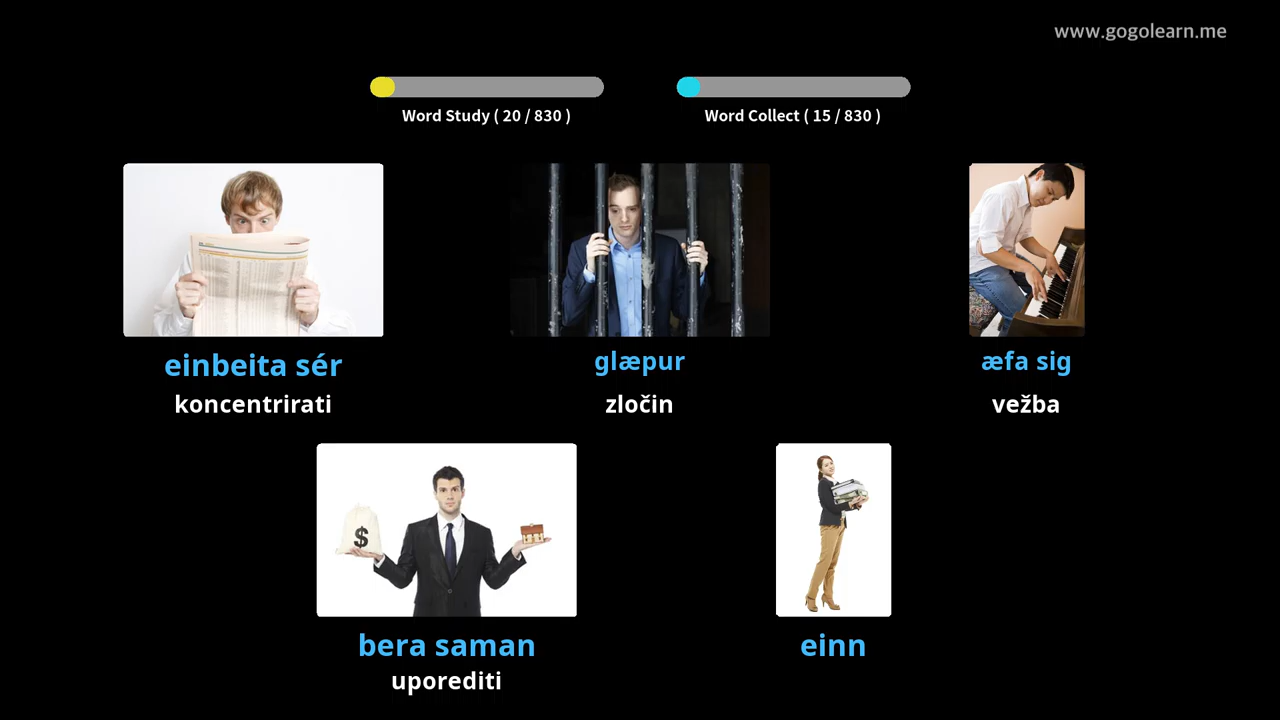 www.gogolearn.me
Word Study ( 20 / 830 )
Word Collect ( 15 / 830 )
einbeita sér
koncentrirati
glæpur
zločin
æfa sig
vežba
bera saman
uporediti
einn
$